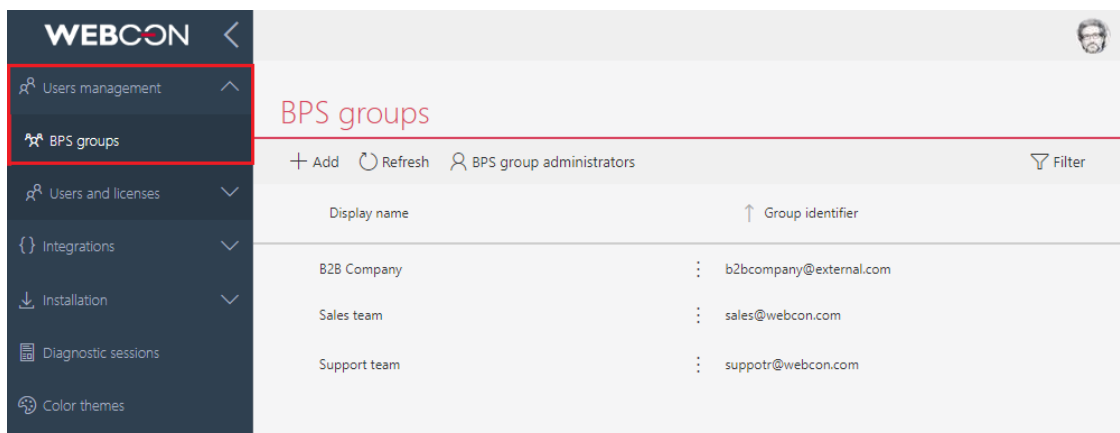 WEBCON
Users management
BPS groups
Users and licenses
Integrations
Installation
Diagnostic sessions
Color themes
BPS groups
Add Refresh BPS group administrators Filter
Display name Group identifier
B2B Company b2bcompany@external.com
Sales team sales@webcon.com
Support team suppotr@webcon.com